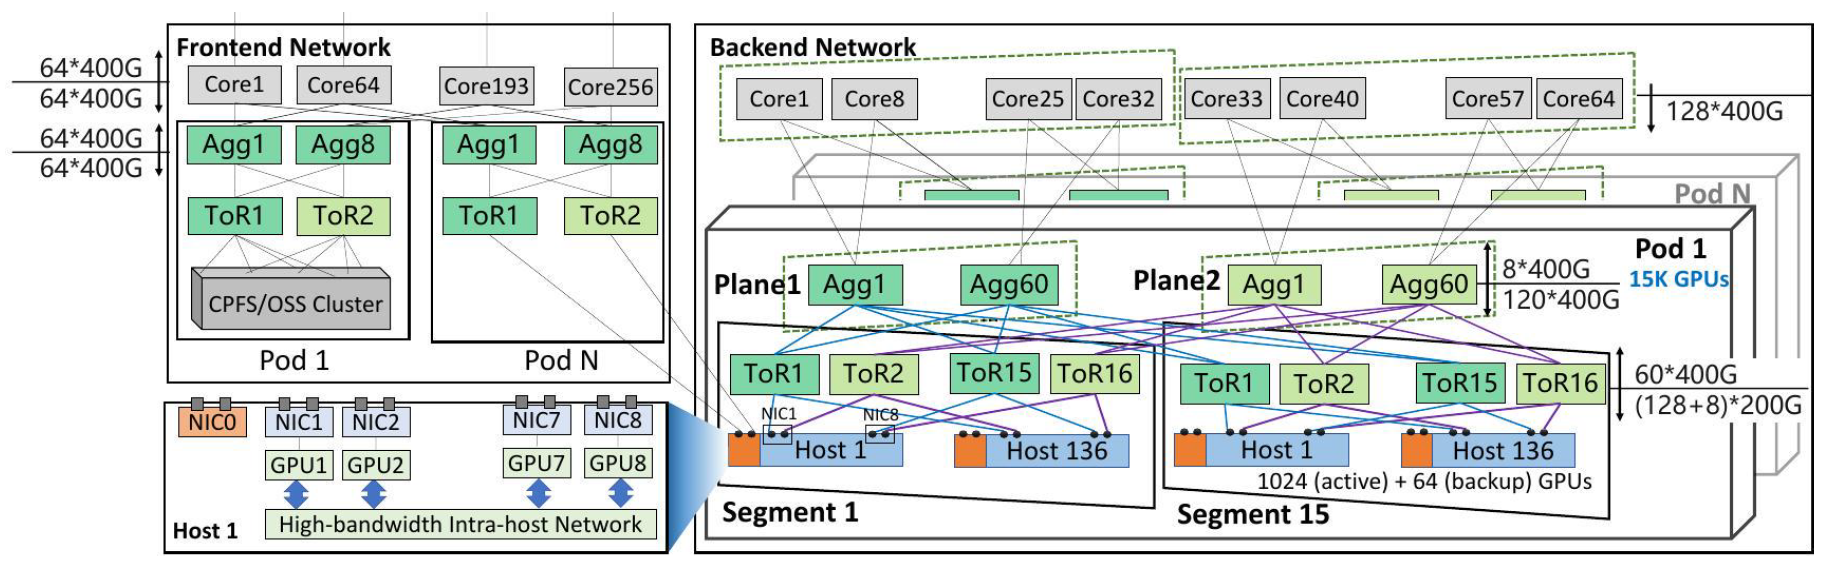 Frontend Network
64*400G
64*400G
Core1
Core64
Core193
Core256
64*400G
64*400G
Agg1
Agg8
Agg1
Agg8
ToR1
ToR2
ToR1
ToR2
CPFS/OSS Cluster
Pod 1
Pod N
NIC0
NIC1
NIC2
NIC7
NIC8
GPU1
GPU2
GPU7
GPU8
High-bandwidth Intra-host Network
Host 1
Backend Network
Core1
Core8
Core25
Core32
Core33
Core40
Core57
Core64
128*400G
Pod N
Pod 1
15K GPUs
Plane1
Agg1
Agg60
Plane2
Agg1
Agg60
8*400G
120*400G
...
ToR1
ToR2
ToR15
ToR16
ToR1
ToR2
ToR15
ToR16
60*400G
(128+8)*200G
NIC1
NIC8
Host 1
Host 136
Host 1
Host 136
1024 (active) + 64 (backup) GPUs
Segment 1
Segment 15